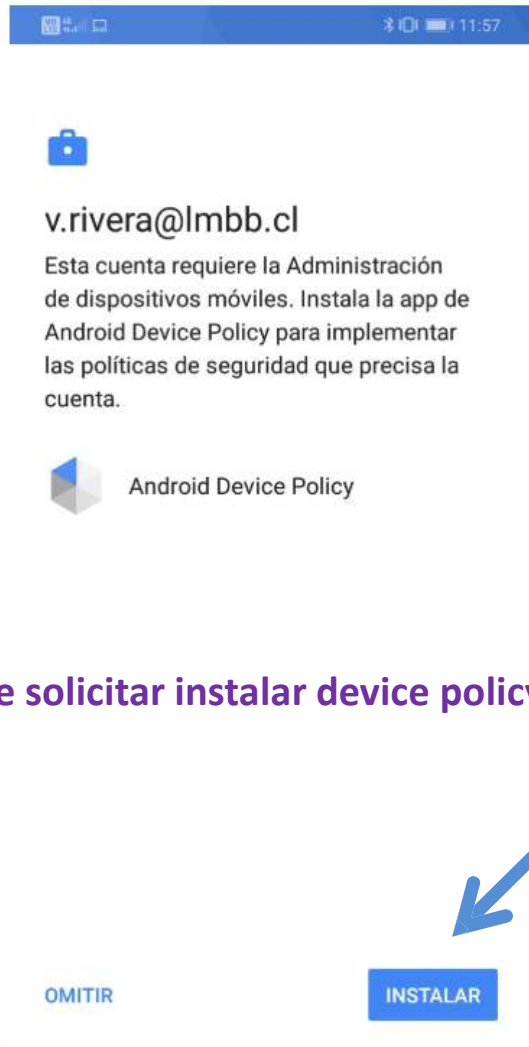 11:57
v.rivera@lmbb.cl
Esta cuenta requiere la Administración
de dispositivos móviles. Instala la app de
Android Device Policy para implementar
las políticas de seguridad que precisa la
cuenta.
Android Device Policy
e solicitar instalar device policy
OMITIR
INSTALAR